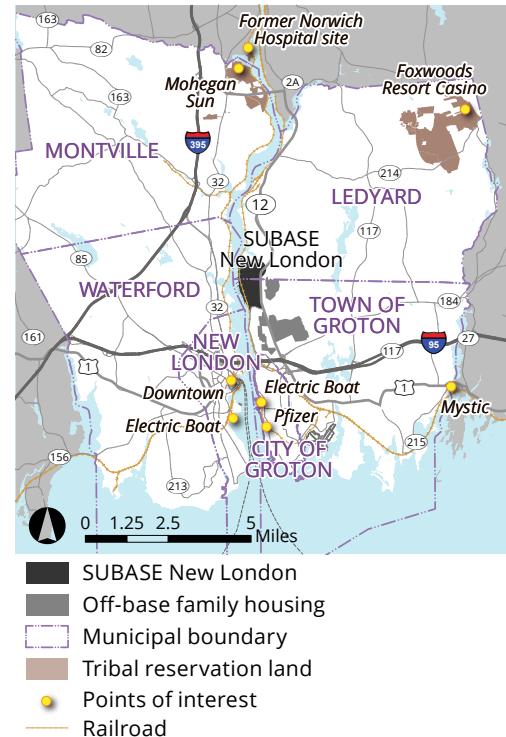 163
Former Norwich
Hospital site
82
Mohegan
Sun
2A
Foxwoods
Resort Casino
163
395
MONTVILLE
32
214
12
LEDYARD
117
SUBASE
New London
85
WATERFORD
32
TOWN OF
GROTON
184
161
NEW
LONDON
95
27
117
1
1
Downtown
Electric Boat
Mystic
Electric Boat
Pfizer
215
CITY OF
GROTON
156
213
0 1.25 2.5 5
Miles
SUBASE New London
Off-base family housing
Municipal boundary
Tribal reservation land
Points of interest
Railroad